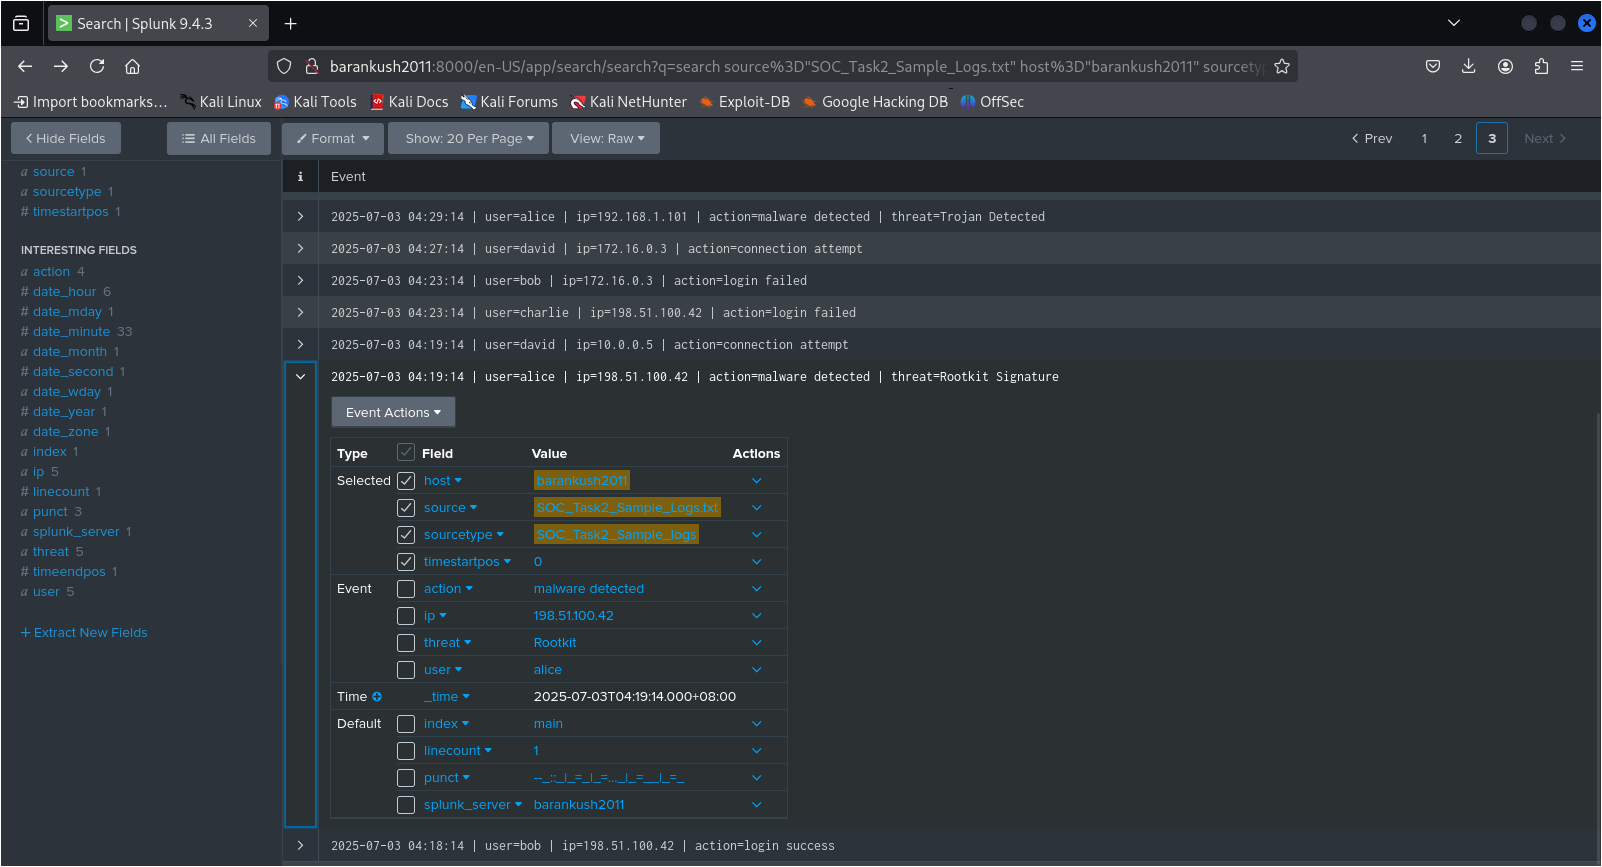 Search | Splunk 9.4.3
barankush2011:8000/en-US/app/search/search?q=search source%3D"SOC_Task2_Sample_Logs.txt" host%3D"barankush2011" sourcety
Import bookmarks... Kali Linux Kali Tools Kali Docs Kali Forums Kali NetHunter Exploit-DB Google Hacking DB OffSec
Hide Fields All Fields Format Show: 20 Per Page View: Raw Prev 1 2 3 Next
i Event
a source 1
a sourcetype 1
# timestartpos 1
INTERESTING FIELDS
a action 4
# date_hour 6
# date_mday 1
# date_minute 33
a date_month 1
# date_second 1
a date_wday 1
# date_year 1
a date_zone 1
a index 1
a ip 5
# linecount 1
a punct 3
a splunk_server 1
a threat 5
# timeendpos 1
a user 5
+ Extract New Fields
2025-07-03 04:29:14 | user=alice | ip=192.168.1.101 | action=malware detected | threat=Trojan Detected
2025-07-03 04:27:14 | user=david | ip=172.16.0.3 | action=connection attempt
2025-07-03 04:23:14 | user=bob | ip=172.16.0.3 | action=login failed
2025-07-03 04:23:14 | user=charlie | ip=198.51.100.42 | action=login failed
2025-07-03 04:19:14 | user=david | ip=10.0.0.5 | action=connection attempt
2025-07-03 04:19:14 | user=alice | ip=198.51.100.42 | action=malware detected | threat=Rootkit Signature
Event Actions
Type Field Value Actions
Selected host barankush2011
source SOC_Task2_Sample_Logs.txt
sourcetype SOC_Task2_Sample_logs
timestartpos 0
Event action malware detected
ip 198.51.100.42
threat Rootkit
user alice
Time _time 2025-07-03T04:19:14.000+08:00
Default index main
linecount 1
punct --_::_|_=_|_=..._|_=__|_=_
splunk_server barankush2011
2025-07-03 04:18:14 | user=bob | ip=198.51.100.42 | action=login success